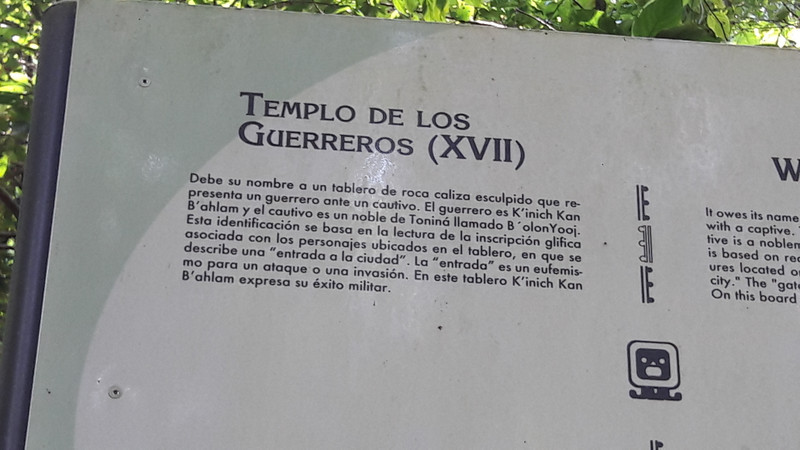 TEMPLO DE LOS
GUERREROS (XVII)
Debe su nombre a un tablero de roca caliza esculpido que re-
presenta un guerrero ante un cautivo. El guerrero es K'inich Kan
B'ahlam y el cautivo es un noble de Toniná llamado B´olonYooj.
Esta identificación se basa en la lectura de la inscripción glífica
asociada con los personajes ubicados en el tablero, en que se
describe una "entrada a la ciudad". La "entrada" es un eufemis-
mo para un ataque o una invasión. En este tablero K'inich Kan
B'ahlam expresa su éxito militar.
W
It owes its name
with a captive.
tive is a noblem
is based on rec
ures located on
city." The "gate
On this board